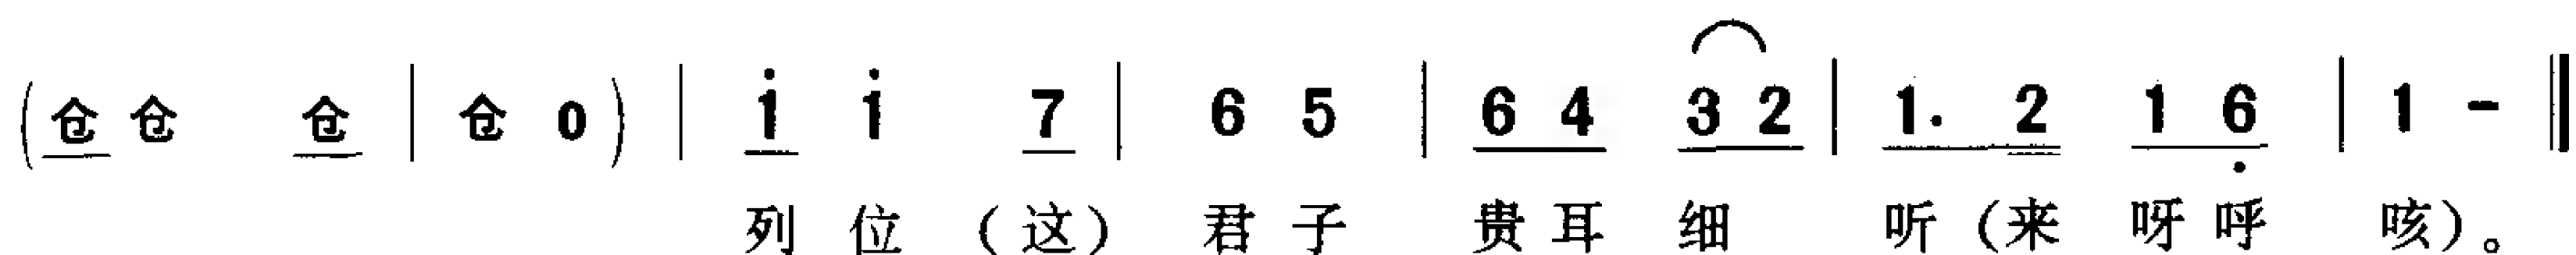 (仓仓 仓 | 仓 0) | i i 7 | 6 5 | 6 4 3 2 | 1. 2 1 6 | 1 - ‖
列位（这）君子 贵耳细 听（来呀呼 咳）。